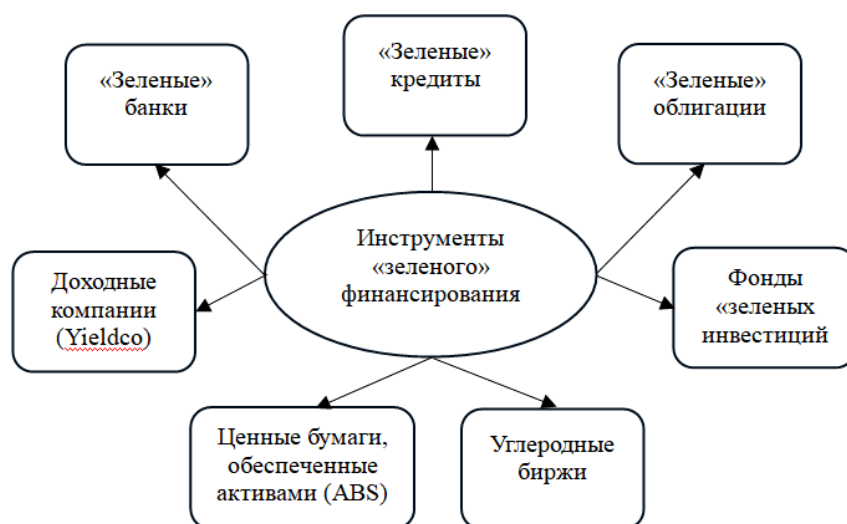 «Зеленые»
банки
«Зеленые»
кредиты
«Зеленые»
облигации
Инструменты
«зеленого»
финансирования
Доходные
компании
(Yieldco)
Фонды
«зеленых
инвестиций
Ценные бумаги,
обеспеченные
активами (ABS)
Углеродные
биржи